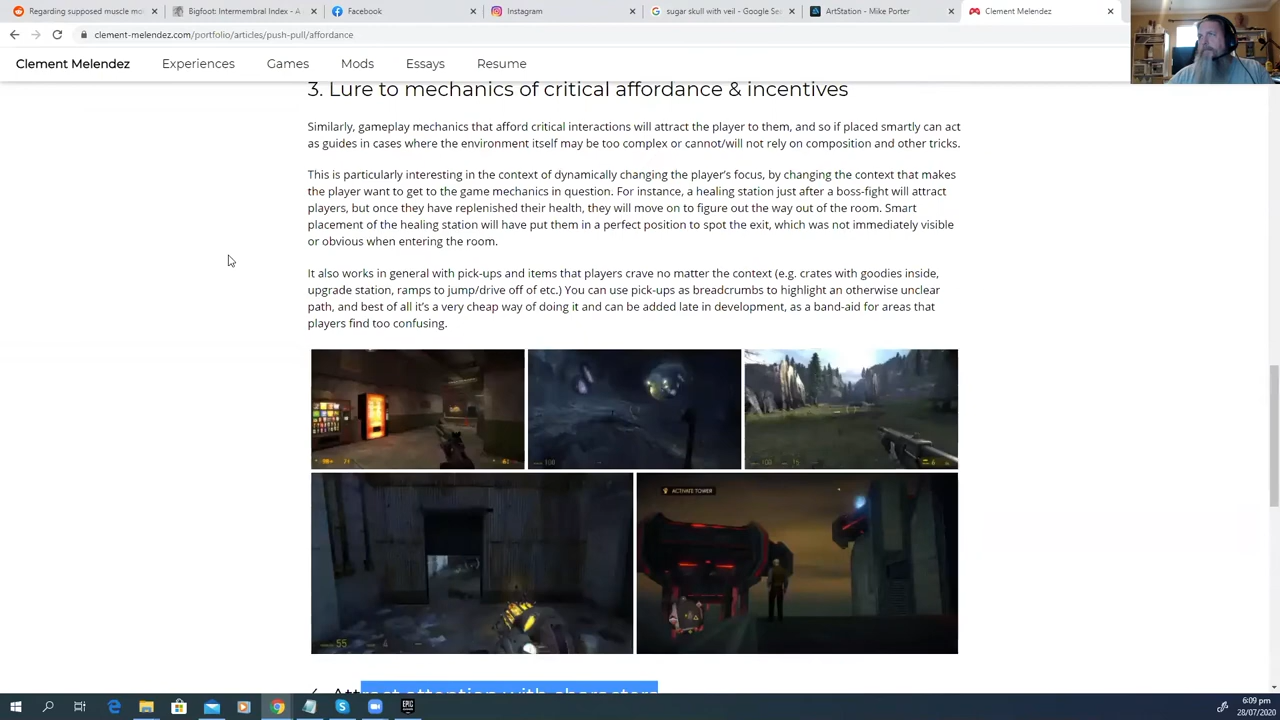 Regarding supposed muscle mo
Bigfoot: Intermembral Index - A
Facebook
Instagram
sugar skull with veil - Google Se
ArtStation - Mike Porter
Clement Melendez
clement-melendez.com/portfolio/articles/push-pull/affordance
Clement Melendez
Experiences
Games
Mods
Essays
Resume
3. Lure to mechanics of critical affordance & incentives
Similarly, gameplay mechanics that afford critical interactions will attract the player to them, and so if placed smartly can act
as guides in cases where the environment itself may be too complex or cannot/will not rely on composition and other tricks.
This is particularly interesting in the context of dynamically changing the player's focus, by changing the context that makes
the player want to get to the game mechanics in question. For instance, a healing station just after a boss-fight will attract
players, but once they have replenished their health, they will move on to figure out the way out of the room. Smart
placement of the healing station will have put them in a perfect position to spot the exit, which was not immediately visible
or obvious when entering the room.
It also works in general with pick-ups and items that players crave no matter the context (e.g. crates with goodies inside,
upgrade station, ramps to jump/drive off of etc.) You can use pick-ups as breadcrumbs to highlight an otherwise unclear
path, and best of all it's a very cheap way of doing it and can be added late in development, as a band-aid for areas that
players find too confusing.
ACTIVATE TOWER
55
4. Attract attention with characters
EPIC
6:09 pm
28/07/2020